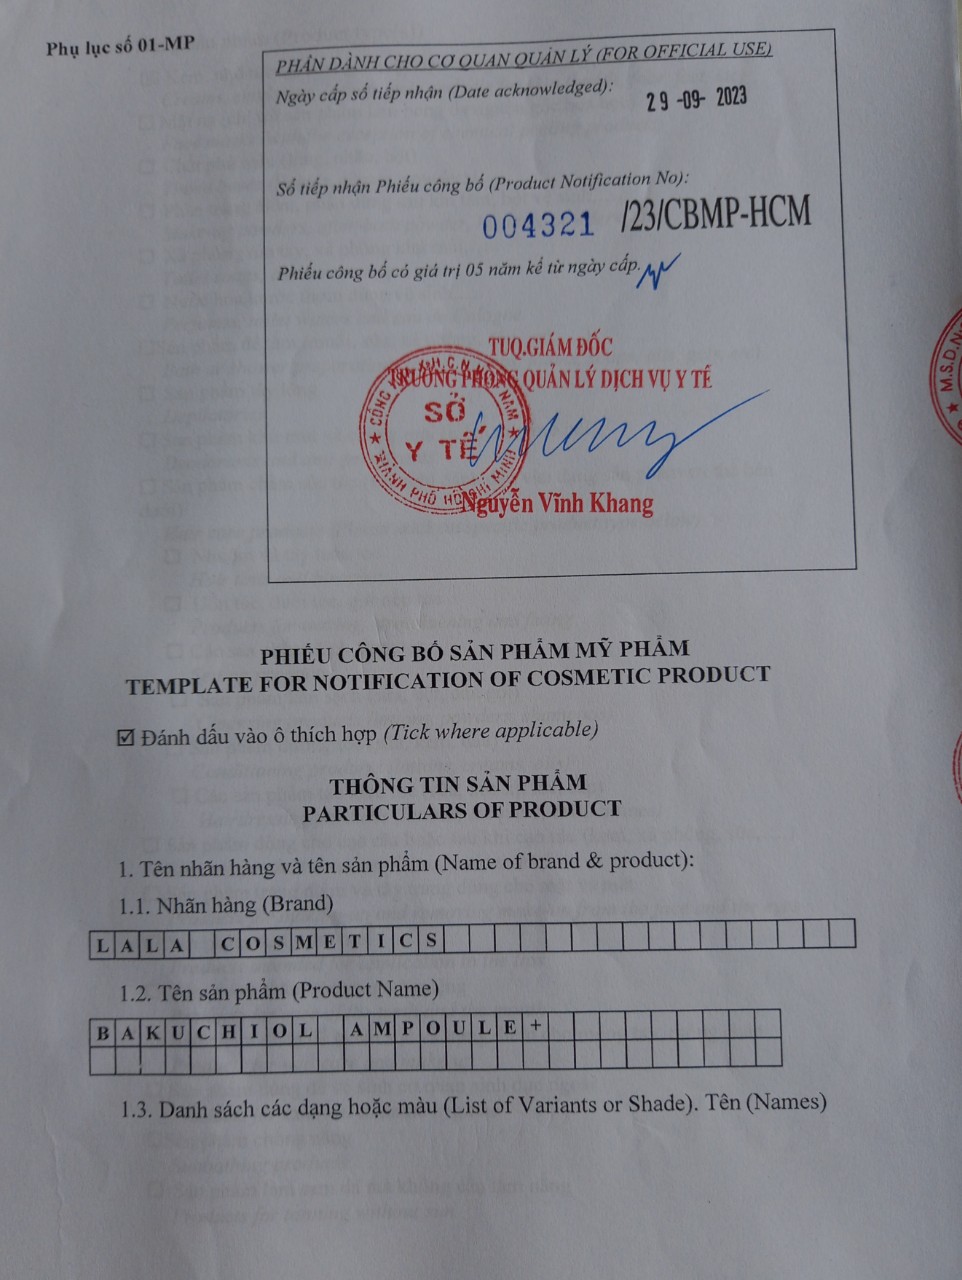 Phụ lục số 01-MP
PHẦN DÀNH CHO CƠ QUAN QUẢN LÝ (FOR OFFICIAL USE)
Ngày cấp số tiếp nhận (Date acknowledged):
29 -09- 2023
Số tiếp nhận Phiếu công bố (Product Notification No):
004321 /23/CBMP-HCM
Phiếu công bố có giá trị 05 năm kể từ ngày cấp.
TUQ.GIÁM ĐỐC
TRƯỞNG PHÒNG QUẢN LÝ DỊCH VỤ Y TẾ
SỞ
Y TẾ
THÀNH PHỐ HỒ CHÍ MINH
Nguyễn Vĩnh Khang
M.S.D.N
PHIẾU CÔNG BỐ SẢN PHẨM MỸ PHẨM
TEMPLATE FOR NOTIFICATION OF COSMETIC PRODUCT
☑ Đánh dấu vào ô thích hợp (Tick where applicable)
THÔNG TIN SẢN PHẨM
PARTICULARS OF PRODUCT
1. Tên nhãn hàng và tên sản phẩm (Name of brand & product):
1.1. Nhãn hàng (Brand)
LALA COSMETICS
1.2. Tên sản phẩm (Product Name)
BAKUCHIOL AMPOULE+
1.3. Danh sách các dạng hoặc màu (List of Variants or Shade). Tên (Names)